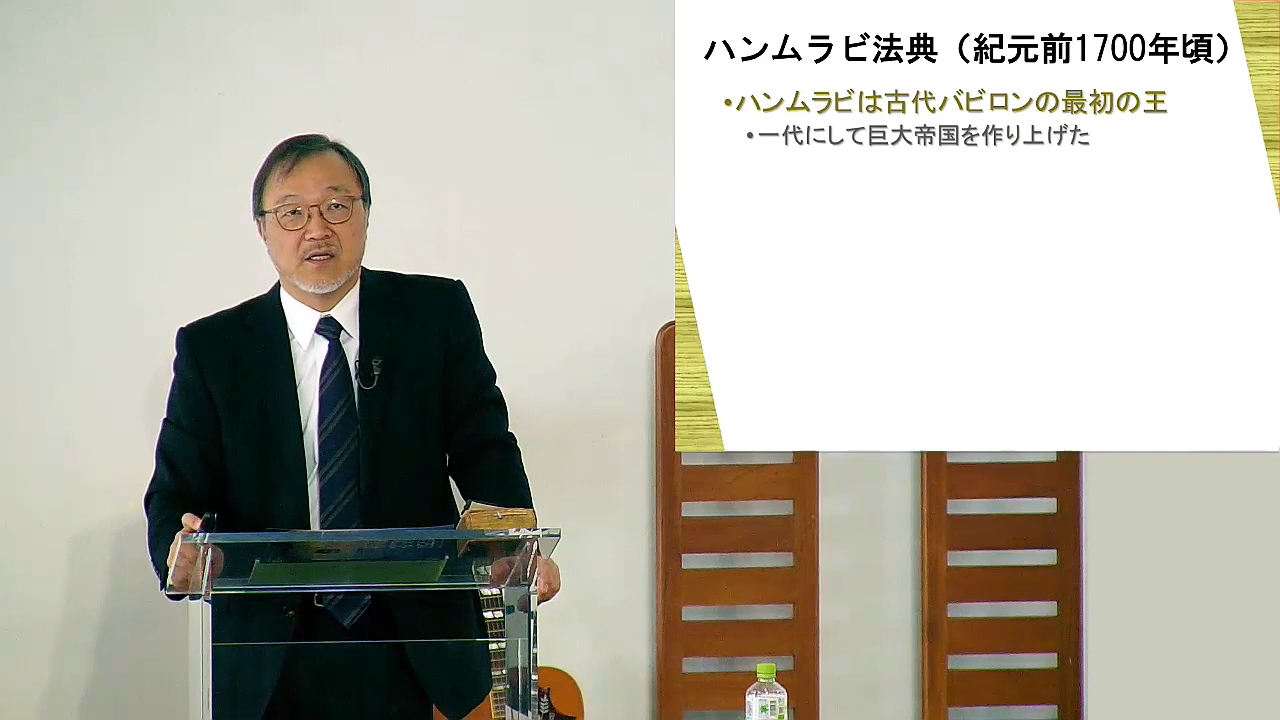 ハンムラビ法典（紀元前1700年頃）
•ハンムラビは古代バビロンの最初の王
•一代にして巨大帝国を作り上げた